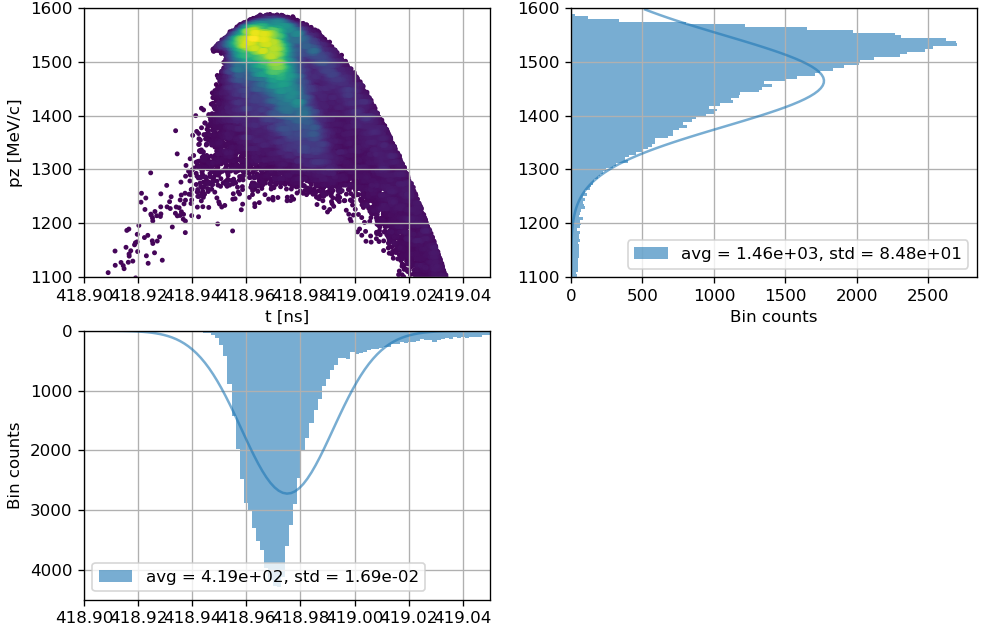 1600
1500
1400
1300
1200
1100
pz [MeV/c]
418.90 418.92 418.94 418.96 418.98 419.00 419.02 419.04
t [ns]
1600
1500
1400
1300
1200
1100
avg = 1.46e+03, std = 8.48e+01
0 500 1000 1500 2000 2500
Bin counts
0
1000
2000
3000
4000
Bin counts
avg = 4.19e+02, std = 1.69e-02
418.90 418.92 418.94 418.96 418.98 419.00 419.02 419.04